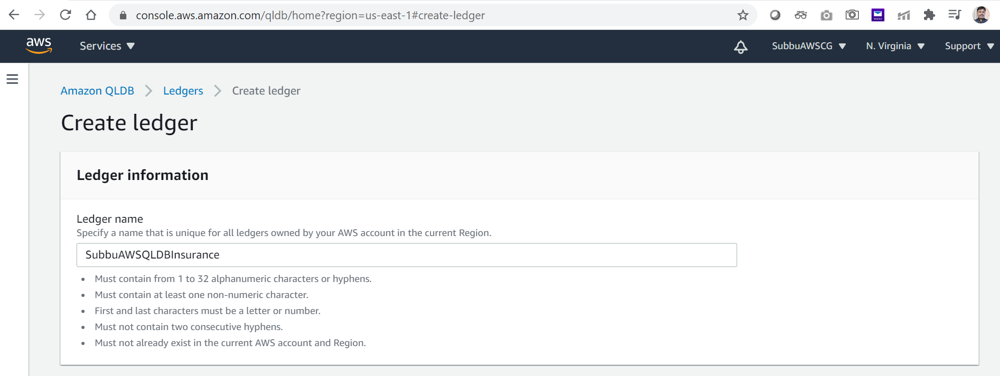 console.aws.amazon.com/qldb/home?region=us-east-1#create-ledger
aws Services SubbuAWSCG N. Virginia Support
Amazon QLDB Ledgers Create ledger
Create ledger
Ledger information
Ledger name
Specify a name that is unique for all ledgers owned by your AWS account in the current Region.
SubbuAWSQLDBInsurance
• Must contain from 1 to 32 alphanumeric characters or hyphens.
• Must contain at least one non-numeric character.
• First and last characters must be a letter or number.
• Must not contain two consecutive hyphens.
• Must not already exist in the current AWS account and Region.